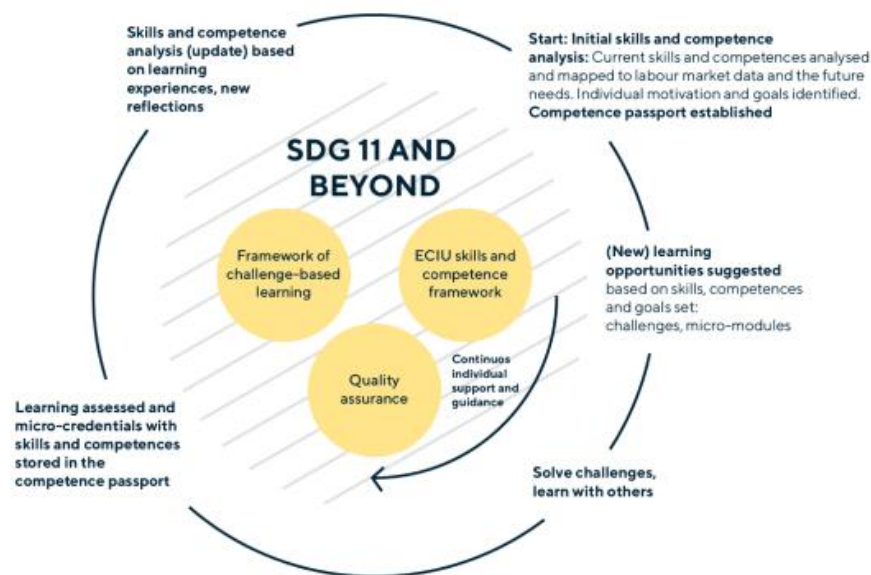 Skills and competence
analysis (update) based
on learning
experiences, new
reflections
Start: Initial skills and competence
analysis: Current skills and competences analysed
and mapped to labour market data and the future
needs. Individual motivation and goals identified.
Competence passport established
SDG 11 AND
BEYOND
Framework of
challenge-based
learning
ECIU skills and
competence
framework
Quality
assurance
Continuos
individual
support and
guidance
(New) learning
opportunities suggested
based on skills, competences
and goals set:
challenges, micro-modules
Solve challenges,
learn with others
Learning assessed and
micro-credentials with
skills and competences
stored in the
competence passport